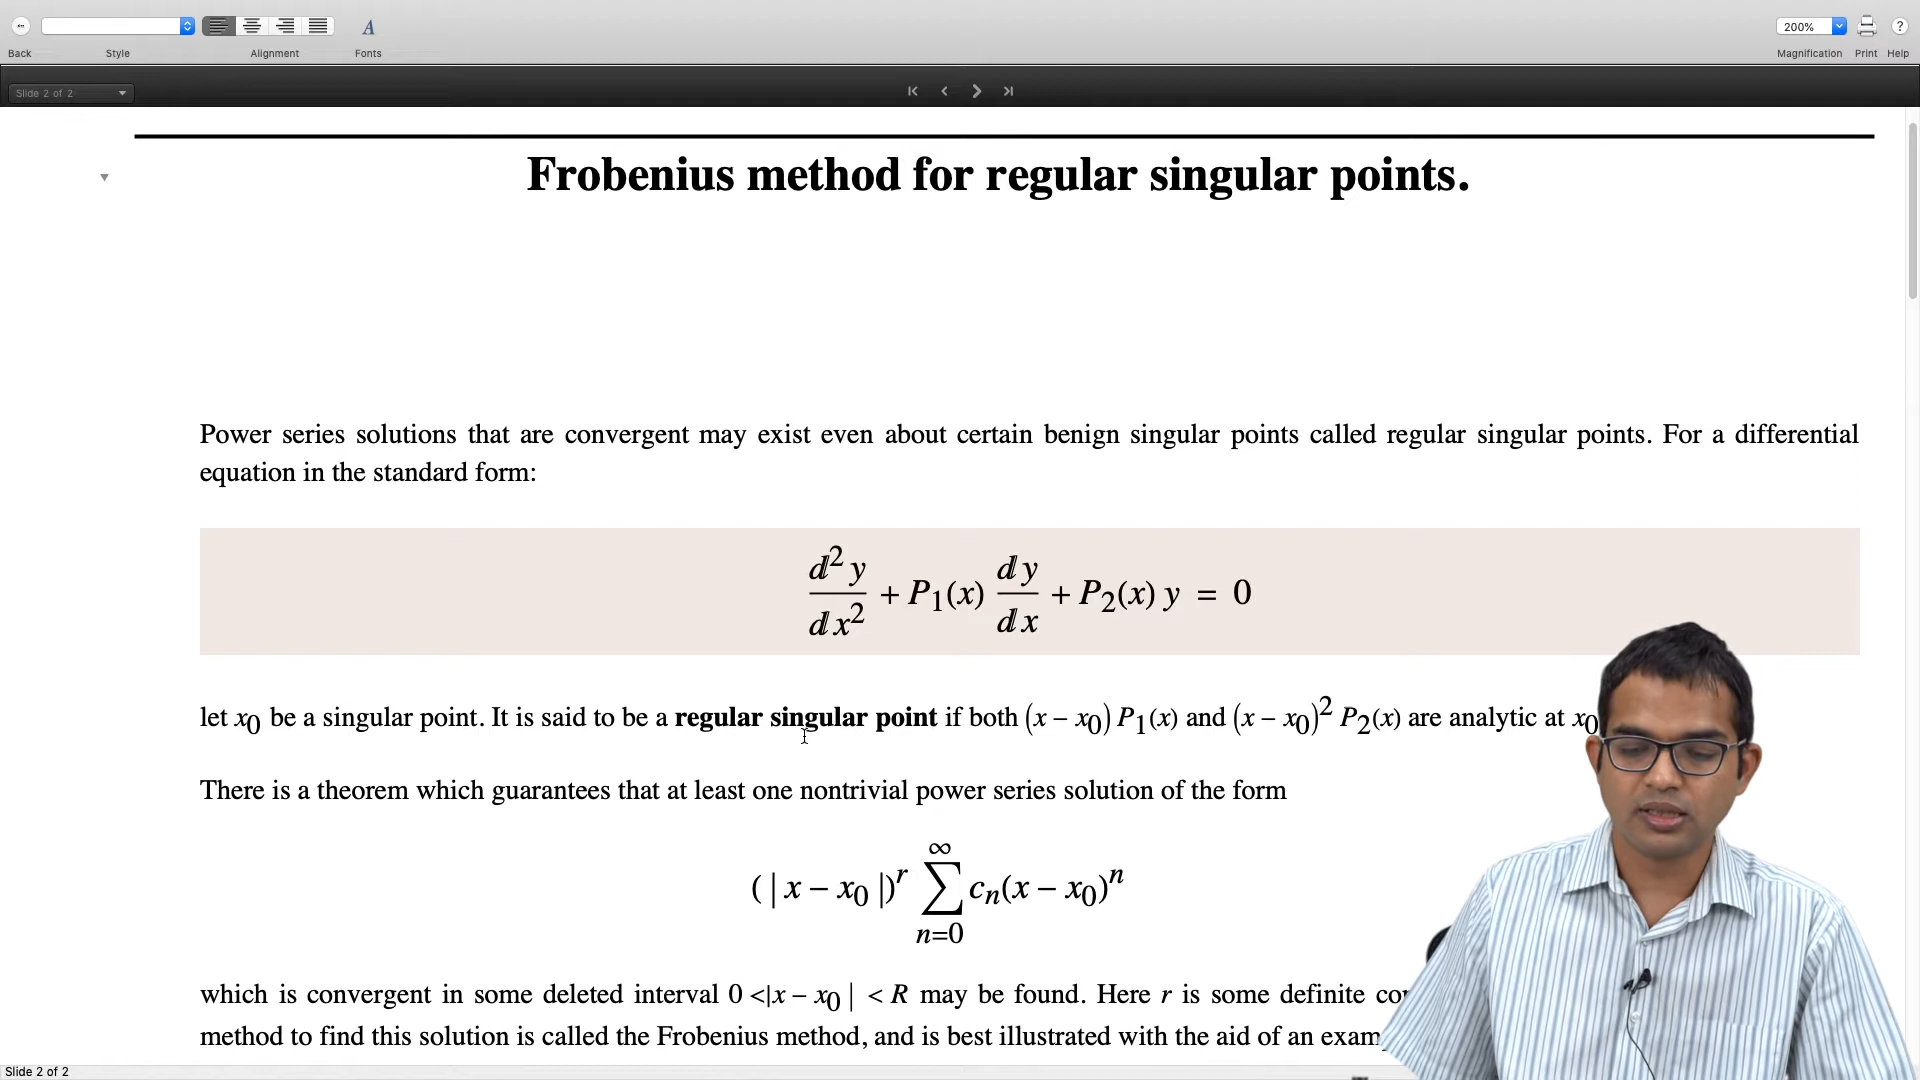 200%
Back Style Alignment Fonts Magnification Print Help
Slide 2 of 2
Frobenius method for regular singular points.
Power series solutions that are convergent may exist even about certain benign singular points called regular singular points. For a differential
equation in the standard form:
d²y/dx² + P₁(x) dy/dx + P₂(x) y = 0
let x₀ be a singular point. It is said to be a regular singular point if both (x – x₀) P₁(x) and (x – x₀)² P₂(x) are analytic at x₀
There is a theorem which guarantees that at least one nontrivial power series solution of the form
(|x – x₀|)^r ∑_{n=0}^{∞} cₙ(x – x₀)ⁿ
which is convergent in some deleted interval 0 <|x – x₀| < R may be found. Here r is some definite
method to find this solution is called the Frobenius method, and is best illustrated with the aid of an
Slide 2 of 2